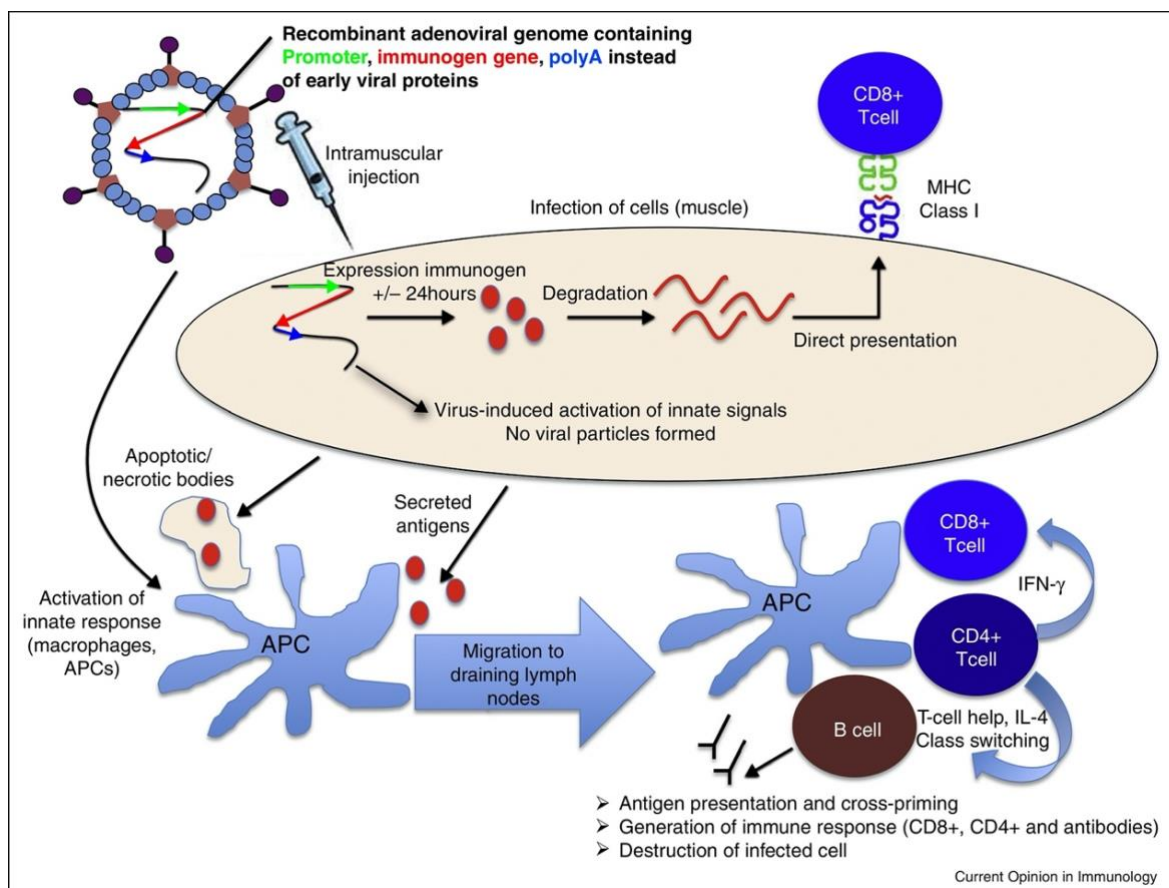 Recombinant adenoviral genome containing
Promoter, immunogen gene, polyA instead
of early viral proteins
Intramuscular
injection
CD8+
Tcell
MHC
Class I
Infection of cells (muscle)
Expression immunogen
+/– 24hours
Degradation
Direct presentation
Virus-induced activation of innate signals
No viral particles formed
Apoptotic/
necrotic bodies
Secreted
antigens
Activation of
innate response
(macrophages,
APCs)
APC
Migration to
draining lymph
nodes
APC
CD8+
Tcell
IFN-γ
CD4+
Tcell
B cell
T-cell help, IL-4
Class switching
➢ Antigen presentation and cross-priming
➢ Generation of immune response (CD8+, CD4+ and antibodies)
➢ Destruction of infected cell
Current Opinion in Immunology